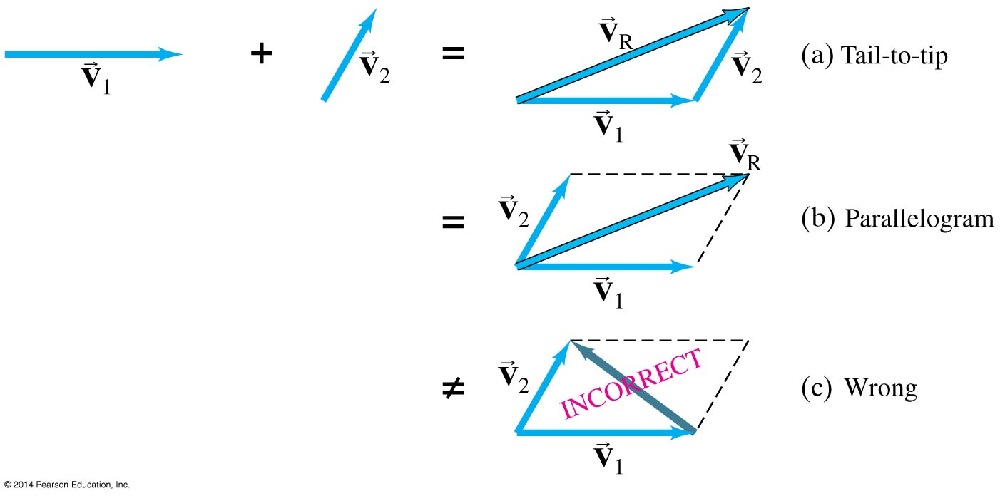 v⃗₁ + v⃗₂ = v⃗R v⃗₁ v⃗₂ (a) Tail-to-tip
= v⃗₂ v⃗R v⃗₁ (b) Parallelogram
≠ v⃗₂ INCORRECT v⃗₁ (c) Wrong
© 2014 Pearson Education, Inc.